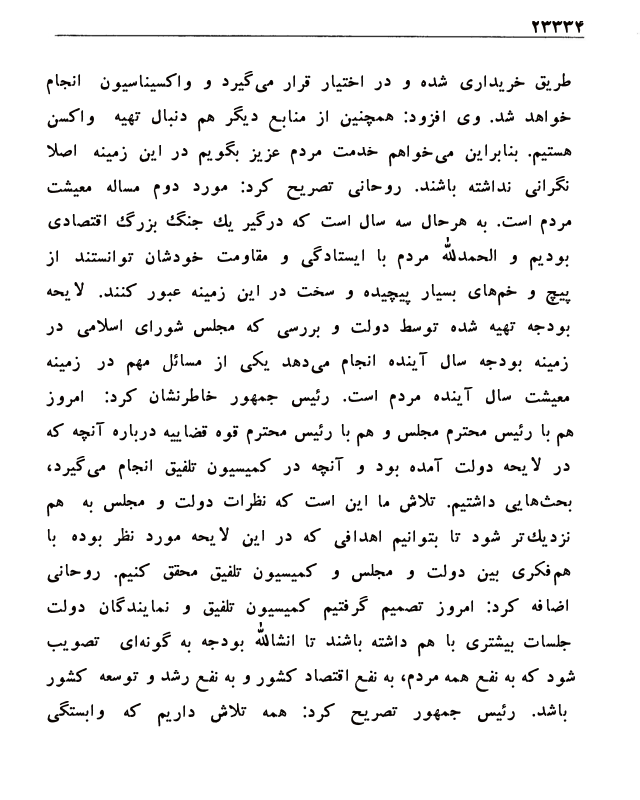 ۲۳۳۳۴
طریق خریداری شده و در اختیار قرار می‌گیرد و واکسیناسیون انجام
خواهد شد. وی افزود: همچنین از منابع دیگر هم دنبال تهیه واکسن
هستیم. بنابراین می‌خواهم خدمت مردم عزیز بگویم در این زمینه اصلا
نگرانی نداشته باشند. روحانی تصریح کرد: مورد دوم مساله معیشت
مردم است. به هرحال سه سال است که درگیر یك جنگ بزرگ اقتصادی
بودیم و الحمدلله مردم با ایستادگی و مقاومت خودشان توانستند از
پیچ و خم‌های بسیار پیچیده و سخت در این زمینه عبور کنند. لایحه
بودجه تهیه شده توسط دولت و بررسی که مجلس شورای اسلامی در
زمینه بودجه سال آینده انجام می‌دهد یکی از مسائل مهم در زمینه
معیشت سال آینده مردم است. رئیس جمهور خاطرنشان کرد: امروز
هم با رئیس محترم مجلس و هم با رئیس محترم قوه قضاییه درباره آنچه که
در لایحه دولت آمده بود و آنچه در کمیسیون تلفیق انجام می‌گیرد،
بحث‌هایی داشتیم. تلاش ما این است که نظرات دولت و مجلس به هم
نزدیك‌تر شود تا بتوانیم اهدافی که در این لایحه مورد نظر بوده با
هم‌فکری بین دولت و مجلس و کمیسیون تلفیق محقق کنیم. روحانی
اضافه کرد: امروز تصمیم گرفتیم کمیسیون تلفیق و نمایندگان دولت
جلسات بیشتری با هم داشته باشند تا انشالله بودجه به گونه‌ای تصویب
شود که به نفع همه مردم، به نفع اقتصاد کشور و به نفع رشد و توسعه کشور
باشد. رئیس جمهور تصریح کرد: همه تلاش داریم که وابستگی